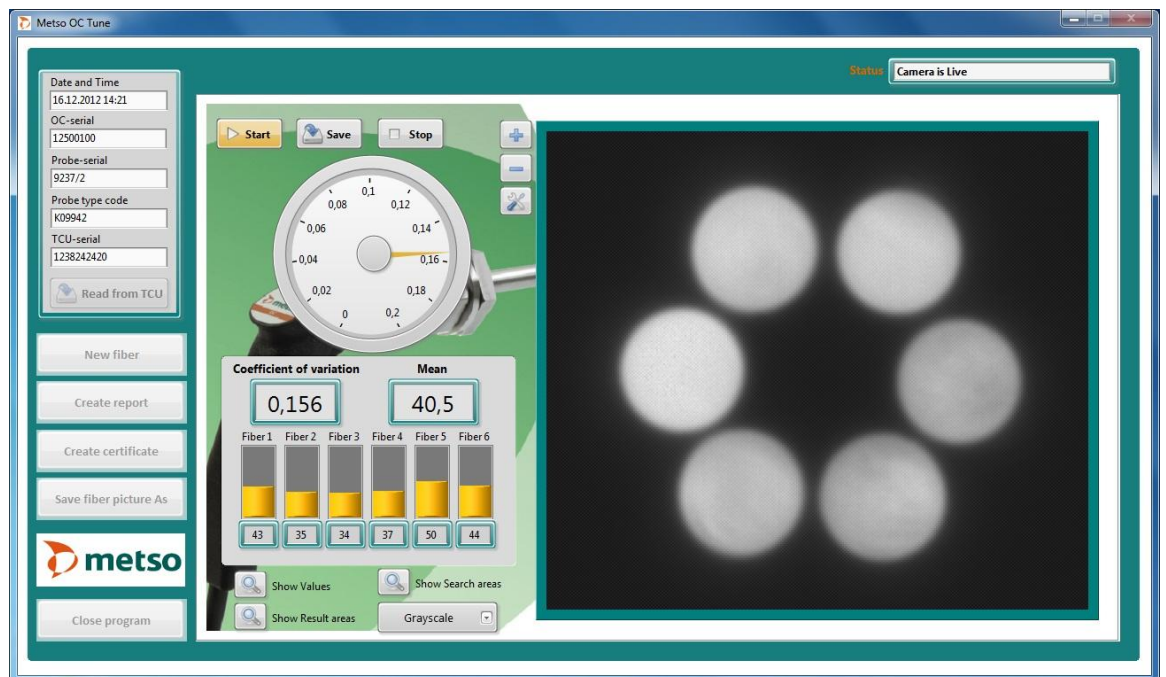 Metso OC Tune
Status
Camera is Live
Date and Time
16.12.2012 14:21
OC-serial
12500100
Probe-serial
9237/2
Probe type code
K09942
TCU-serial
1238242420
Read from TCU
New fiber
Create report
Create certificate
Save fiber picture As
metso
Close program
Start
Save
Stop
0,1
0,08
0,12
0,06
0,14
0,04
0,16
0,02
0,18
0
0,2
metso
Coefficient of variation
Mean
0,156
40,5
Fiber 1 Fiber 2 Fiber 3 Fiber 4 Fiber 5 Fiber 6
43 35 34 37 50 44
Show Values
Show Search areas
Show Result areas
Grayscale